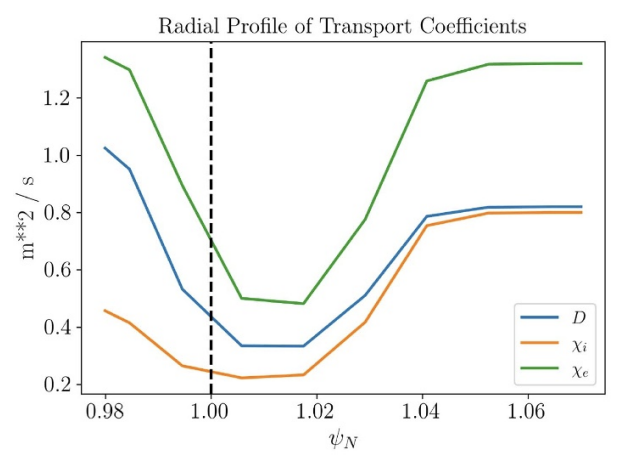 Radial Profile of Transport Coefficients
m**2 / s
1.2
1.0
0.8
0.6
0.4
0.2
D
χi
χe
0.98
1.00
1.02
1.04
1.06
ψN